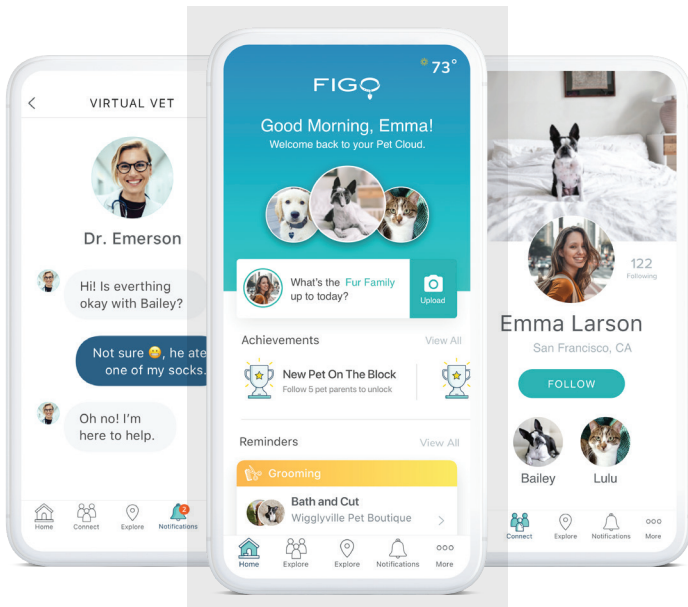 VIRTUAL VET
Dr. Emerson
Hi! Is everthing
okay with Bailey?
Not sure 😬, he ate
one of my socks.
Oh no! I'm
here to help.
Home
Connect
Explore
Notifications
2
73°
FIGO
Good Morning, Emma!
Welcome back to your Pet Cloud.
What's the Fur Family
up to today?
Upload
Achievements
View All
New Pet On The Block
Follow 5 pet parents to unlock
Reminders
View All
Grooming
Bath and Cut
Wigglyville Pet Boutique
Home
Explore
Explore
Notifications
More
122
Following
Emma Larson
San Francisco, CA
FOLLOW
Bailey
Lulu
Connect
Explore
Notifications
More